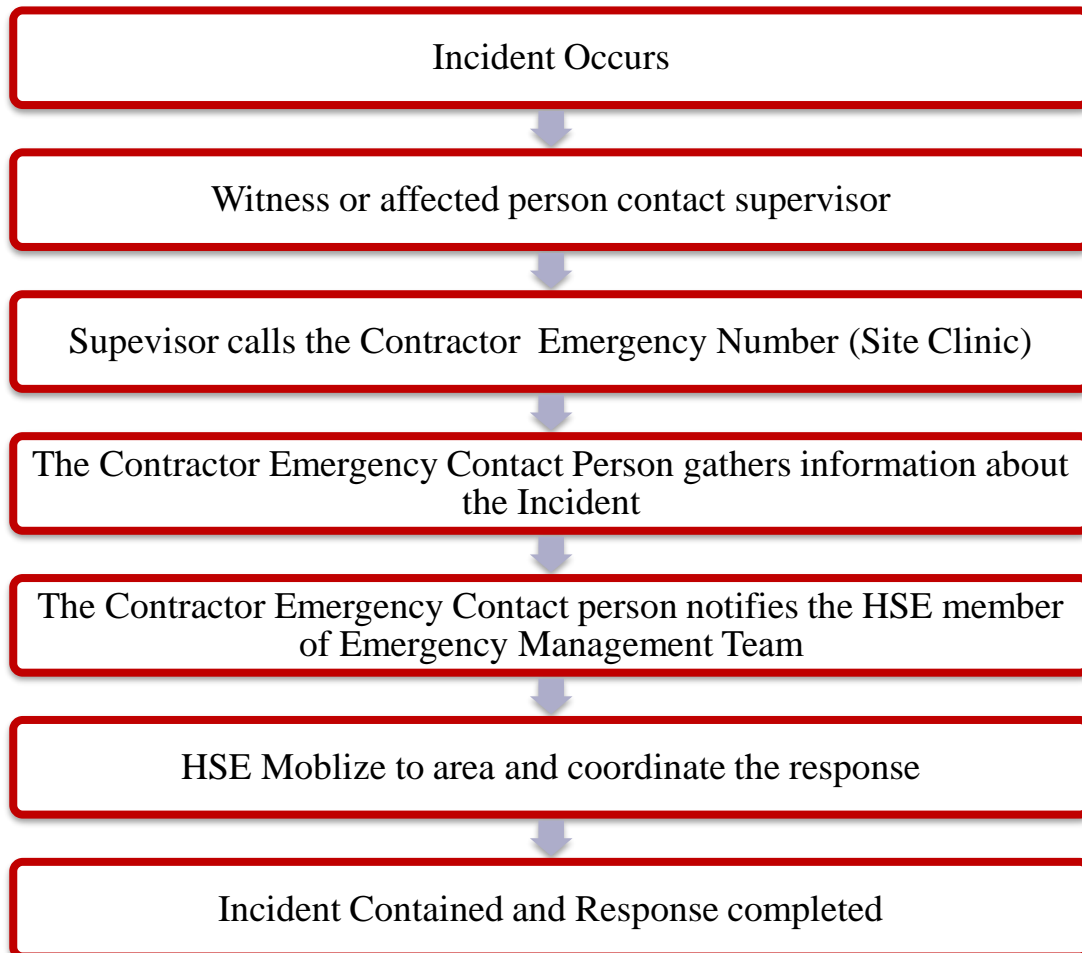 Incident Occurs
Witness or affected person contact supervisor
Supevisor calls the Contractor  Emergency Number (Site Clinic)
The Contractor Emergency Contact Person gathers information about
the Incident
The Contractor Emergency Contact person notifies the HSE member
of Emergency Management Team
HSE Moblize to area and coordinate the response
Incident Contained and Response completed